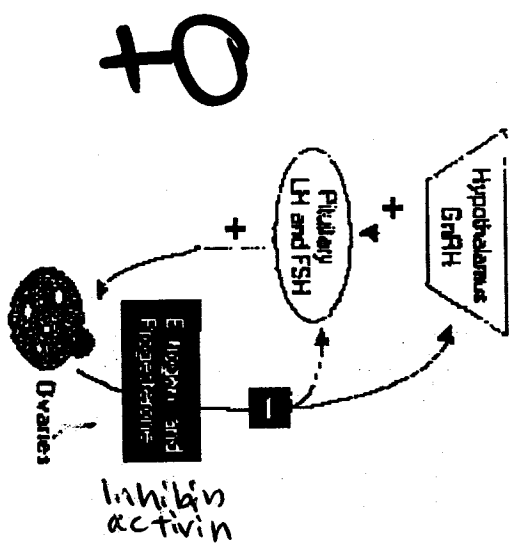 Hypothalamus
GnRH
+
Pituitary
LH and FSH
+
Estrogen and
Progesterone
Ovaries
Inhibin
activin